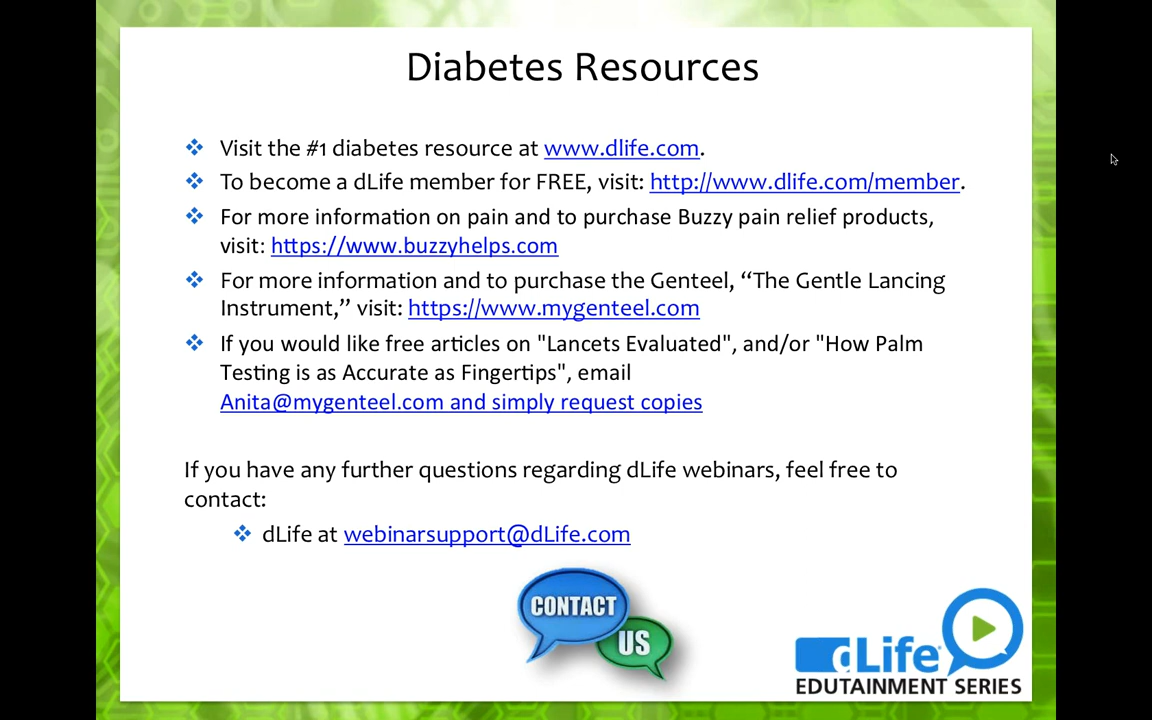 Diabetes Resources
Visit the #1 diabetes resource at www.dlife.com.
To become a dLife member for FREE, visit: http://www.dlife.com/member.
For more information on pain and to purchase Buzzy pain relief products,
visit: https://www.buzzyhelps.com
For more information and to purchase the Genteel, “The Gentle Lancing
Instrument,” visit: https://www.mygenteel.com
If you would like free articles on "Lancets Evaluated", and/or "How Palm
Testing is as Accurate as Fingertips", email
Anita@mygenteel.com and simply request copies
If you have any further questions regarding dLife webinars, feel free to
contact:
dLife at webinarsupport@dLife.com
CONTACT
US
dLife
EDUTAINMENT SERIES